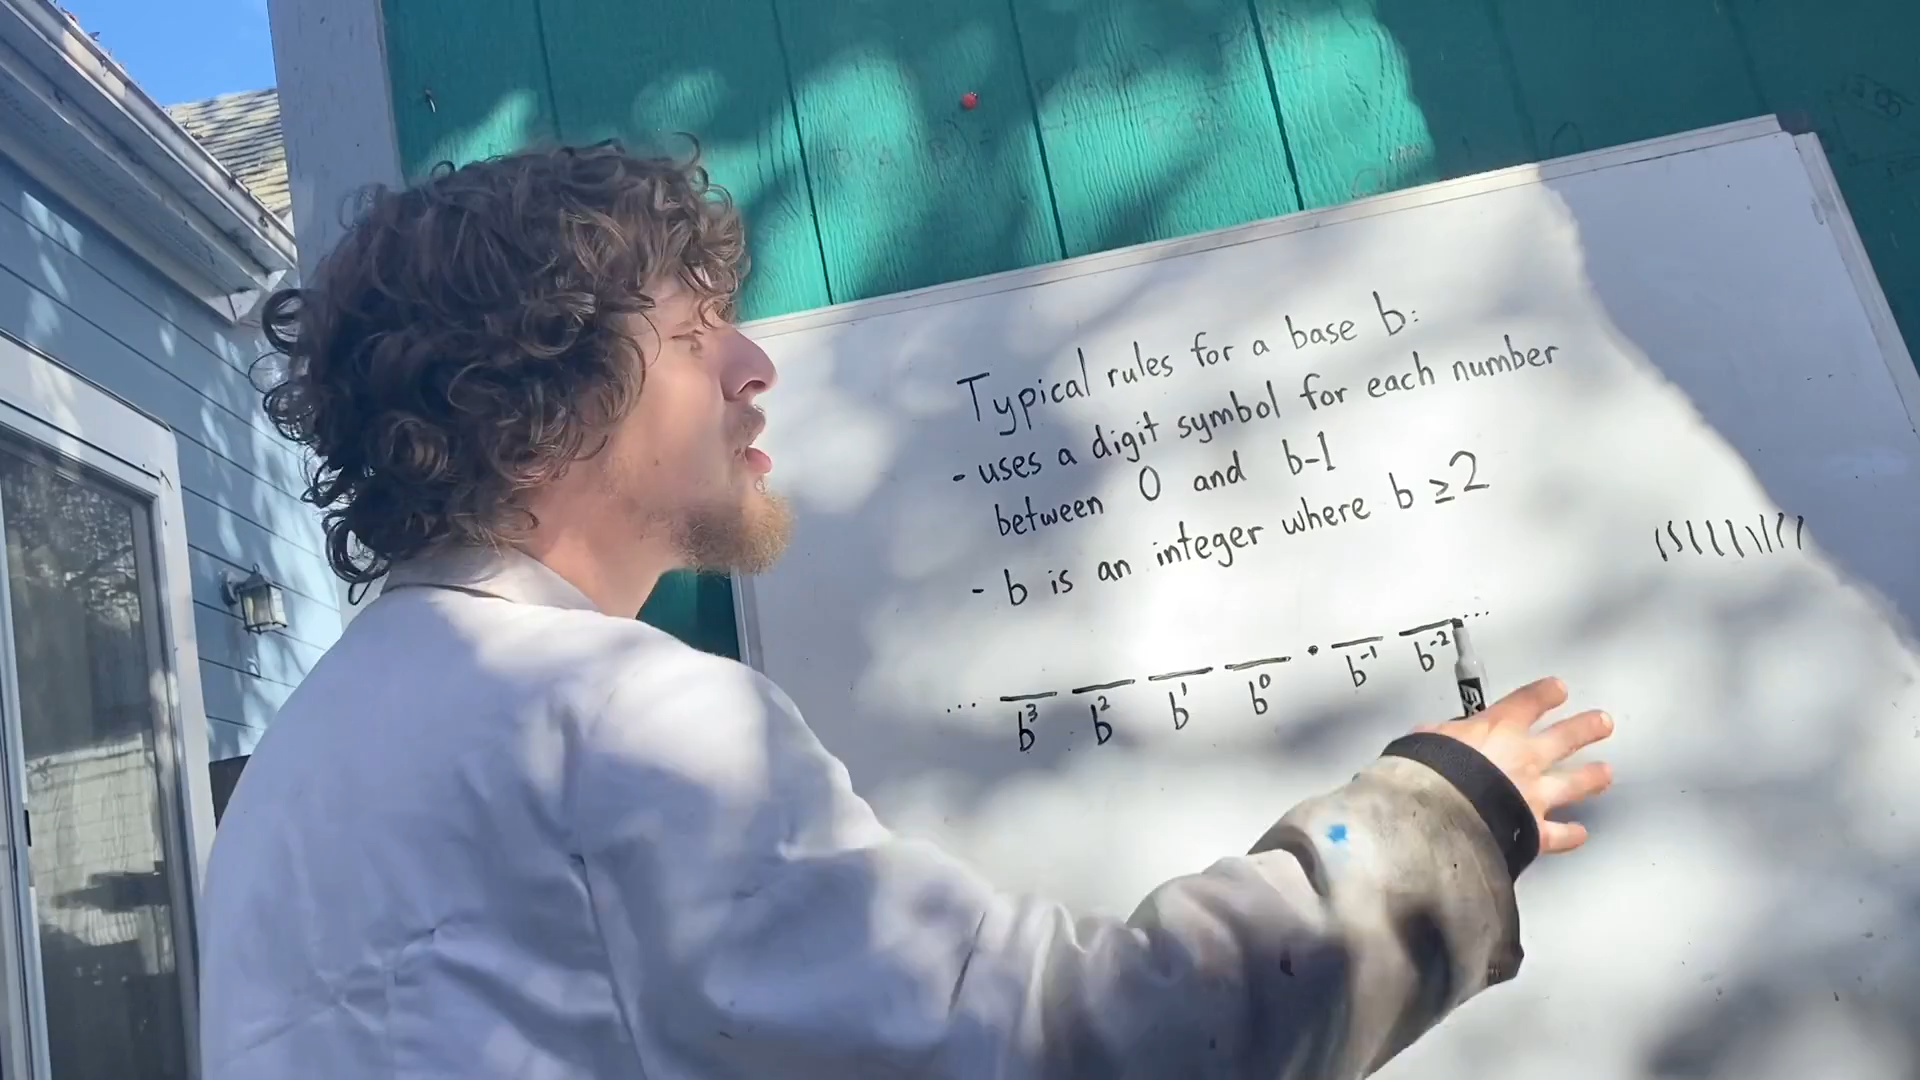 Typical rules for a base b:
- uses a digit symbol for each number
between 0 and b-1
- b is an integer where b ≥ 2
... b³ b² b¹ b⁰ . b⁻¹ b⁻² ...